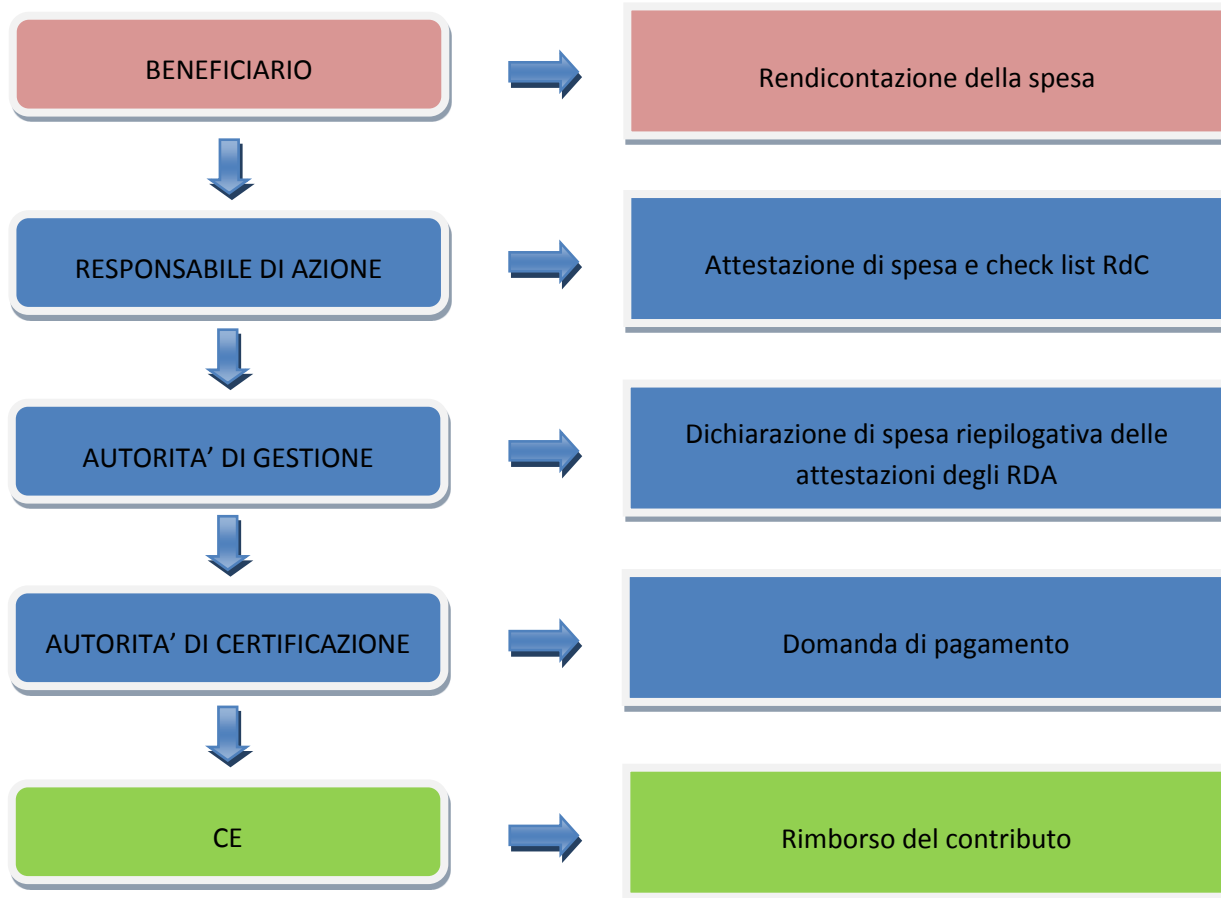 BENEFICIARIO
Rendicontazione della spesa
RESPONSABILE DI AZIONE
Attestazione di spesa e check list RdC
AUTORITA’ DI GESTIONE
Dichiarazione di spesa riepilogativa delle
attestazioni degli RDA
AUTORITA’ DI CERTIFICAZIONE
Domanda di pagamento
CE
Rimborso del contributo